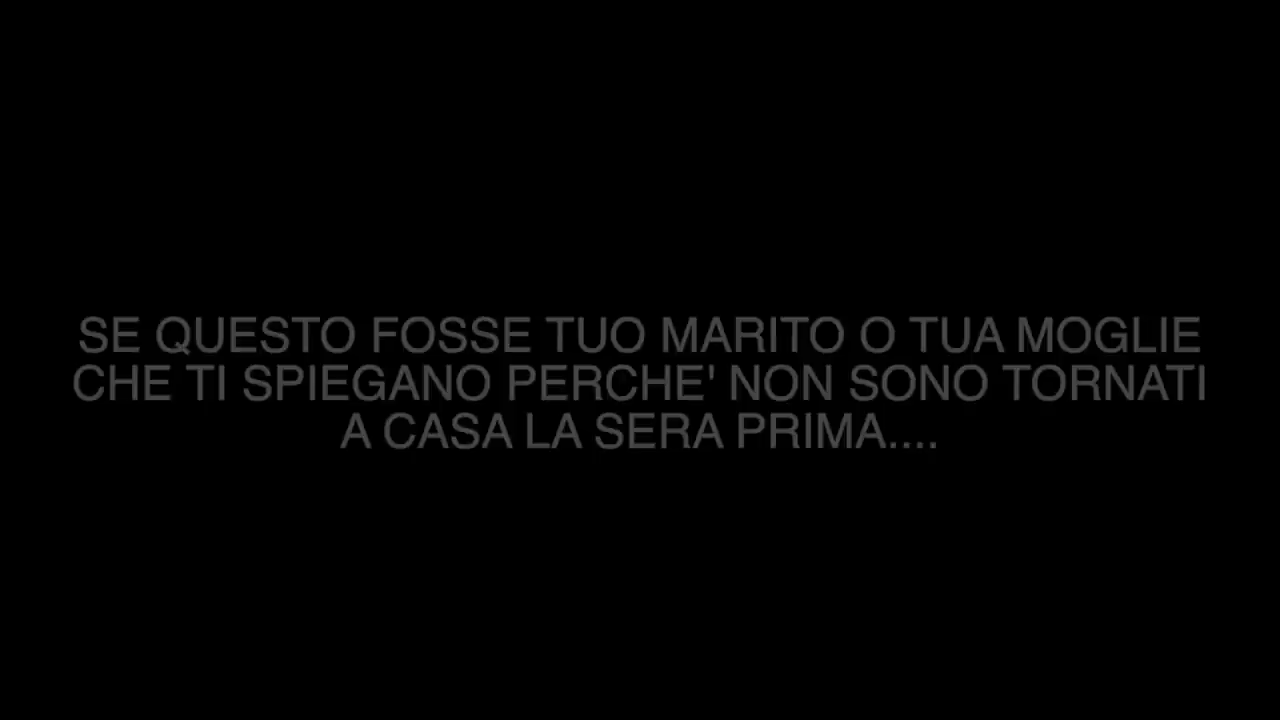 SE QUESTO FOSSE TUO MARITO O TUA MOGLIE
CHE TI SPIEGANO PERCHE' NON SONO TORNATI
A CASA LA SERA PRIMA....